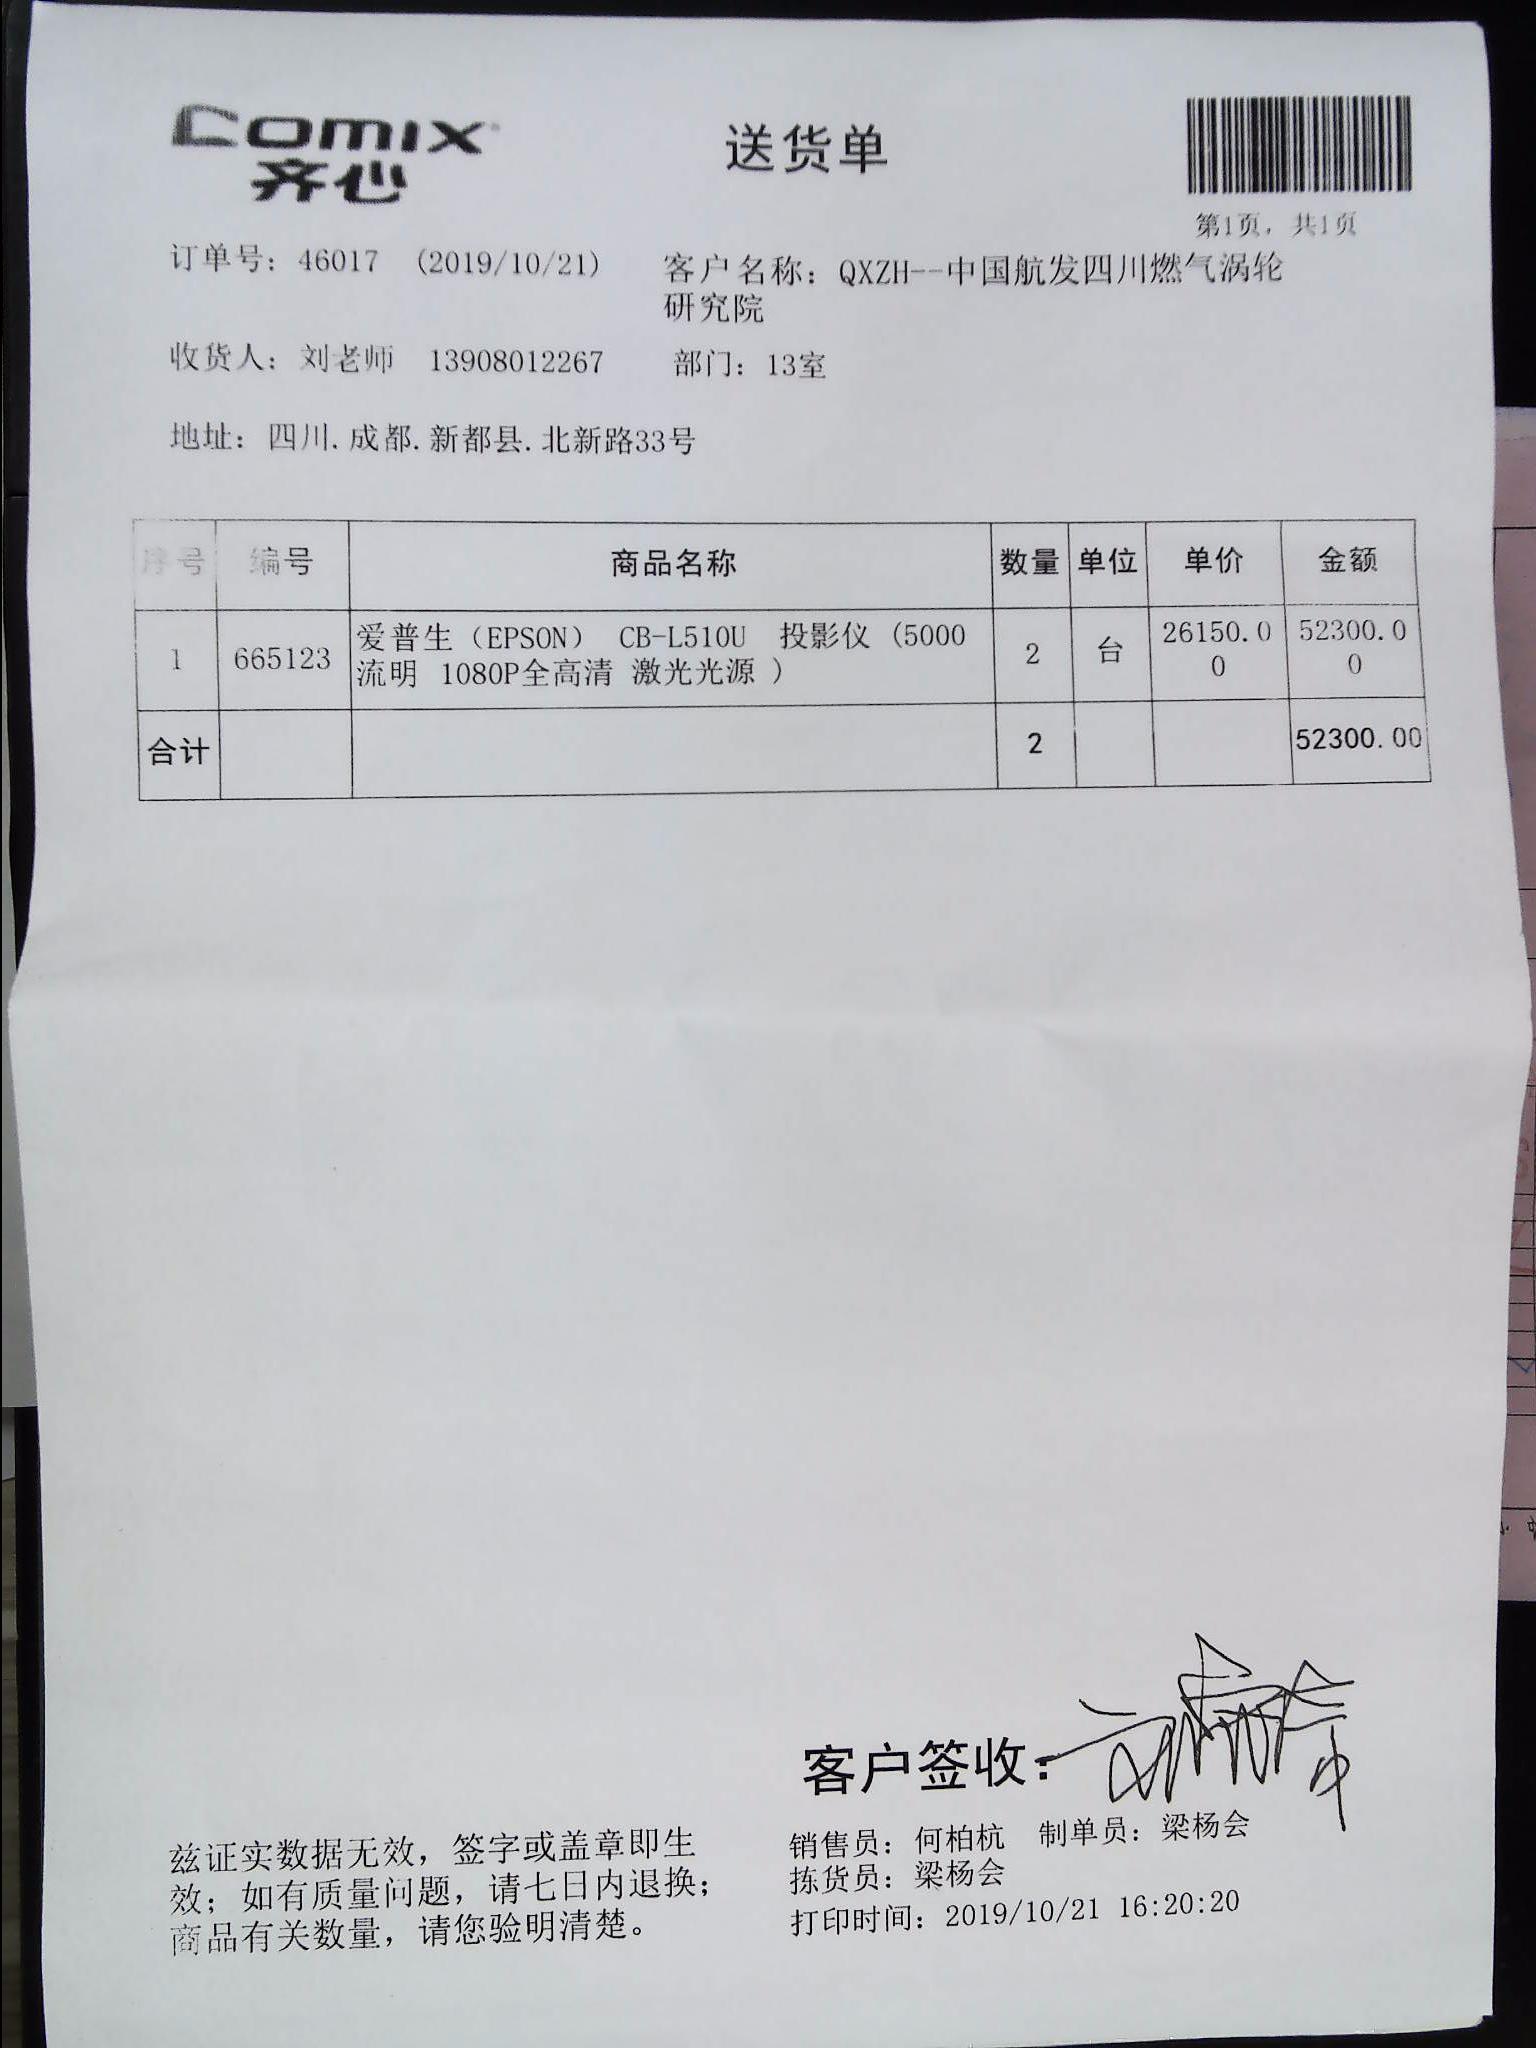 Comix
齐心
送货单
第1页，共1页
订单号：46017 (2019/10/21)
客户名称：QXZH--中国航发四川燃气涡轮
研究院
收货人：刘老师 13908012267 部门：13室
地址：四川.成都.新都县.北新路33号
序号 编号 商品名称 数量 单位 单价 金额
1 665123 爱普生（EPSON） CB-L510U 投影仪（5000 2 台 26150.0 52300.0
流明 1080P全高清 激光光源 ） 0 0
合计 2 52300.00
客户签收：
兹证实数据无效，签字或盖章即生
效；如有质量问题，请七日内退换；
商品有关数量，请您验明清楚。
销售员：何柏杭 制单员：梁杨会
拣货员：梁杨会
打印时间：2019/10/21 16:20:20